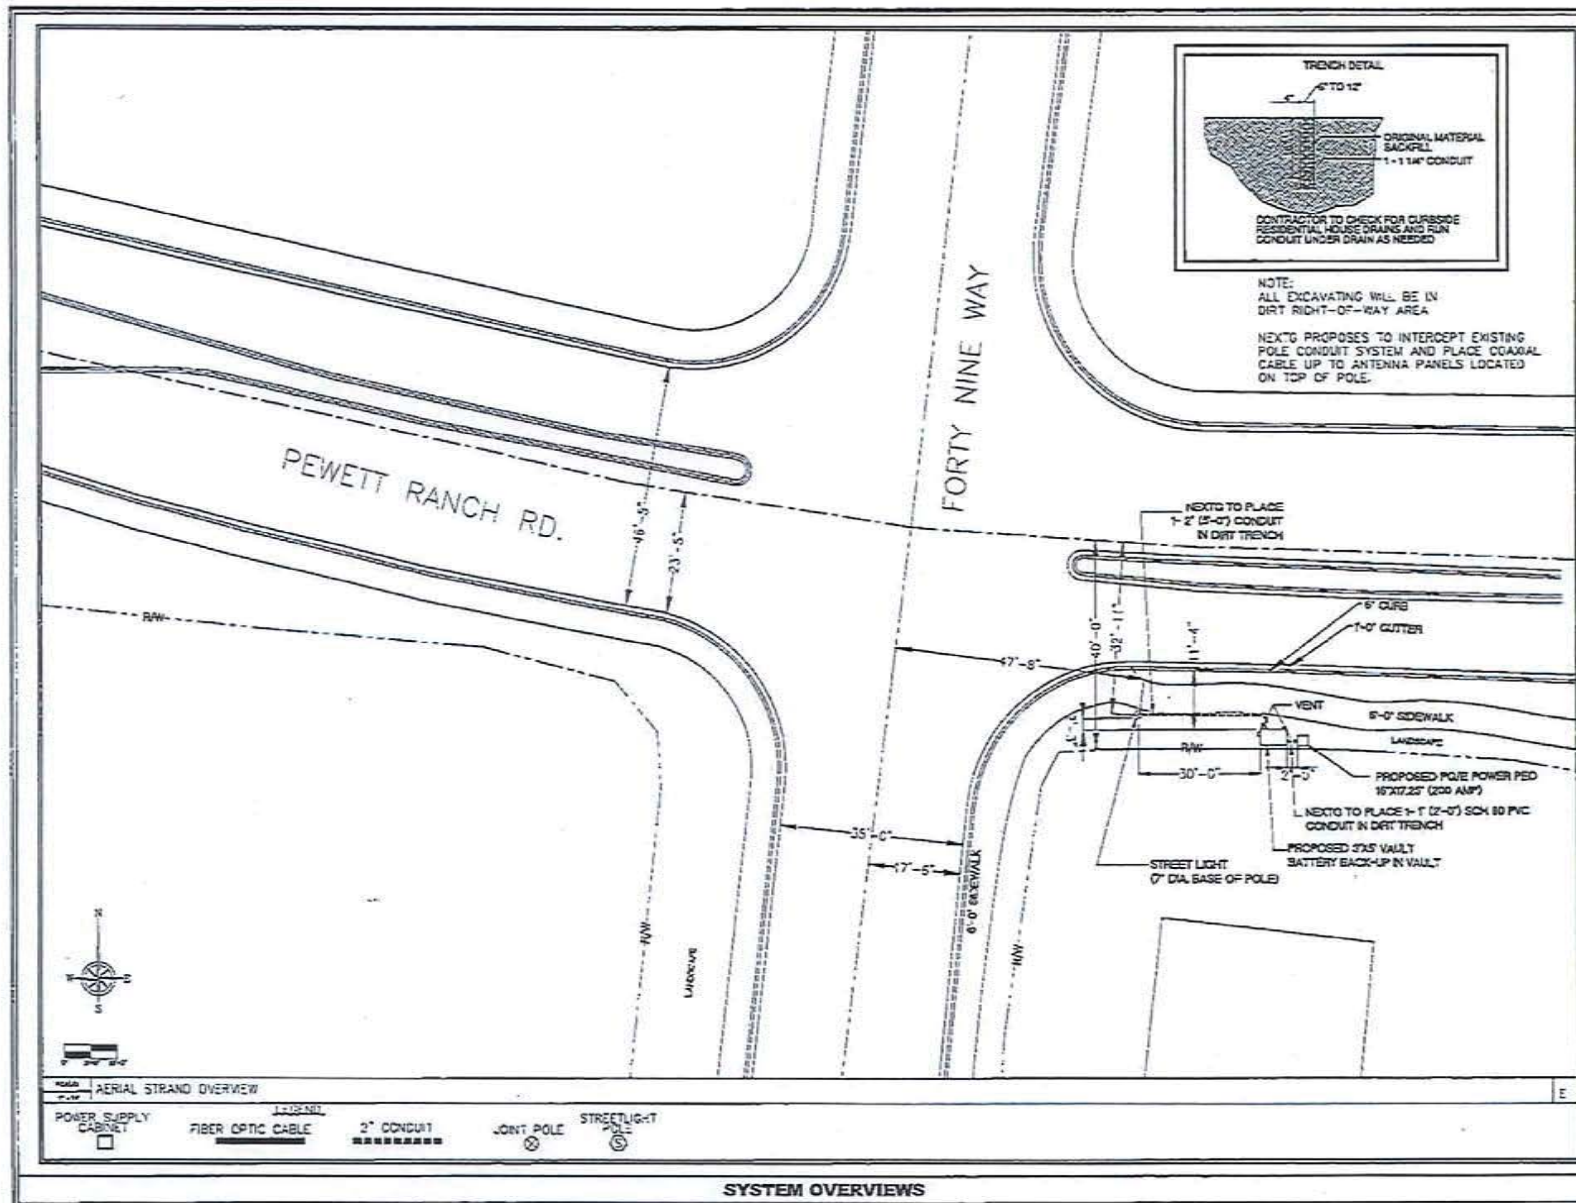 TRENCH DETAIL
6" TO 12"
ORIGINAL MATERIAL
BACKFILL
1 - 1 1/4" CONDUIT
CONTRACTOR TO CHECK FOR CURBSIDE
RESIDENTIAL HOUSE DRAINS AND RUN
CONDUIT UNDER DRAIN AS NEEDED
NOTE:
ALL EXCAVATING WILL BE IN
DIRT RIGHT-OF-WAY AREA
NEXTG PROPOSES TO INTERCEPT EXISTING
POLE CONDUIT SYSTEM AND PLACE COAXIAL
CABLE UP TO ANTENNA PANELS LOCATED
ON TOP OF POLE.
FORTY NINE WAY
PEWETT RANCH RD.
46'-5"
23'-5"
NEXTG TO PLACE
1- 2" (5'-0") CONDUIT
IN DIRT TRENCH
6" CURB
1'-0" GUTTER
40'-0"
32'-11"
11'-4"
47'-8"
R/W
VENT
6'-0" SIDEWALK
LANDSCAPE
R/W
30'-0"
2'-0"
PROPOSED PG/E POWER PED
16"X17.25" (200 AMP)
NEXTG TO PLACE 1- 1" (2'-0") SCH 80 PVC
CONDUIT IN DIRT TRENCH
PROPOSED 3'X5' VAULT
BATTERY BACK-UP IN VAULT
STREET LIGHT
(7" DIA. BASE OF POLE)
35'-0"
17'-6"
6'-0" SIDEWALK
R/W
R/W
LANDSCAPE
N
W E
S
AERIAL STRAND OVERVIEW
E
LEGEND
POWER SUPPLY
CABINET
FIBER OPTIC CABLE
2" CONDUIT
JOINT POLE
STREETLIGHT
POLE
S
SYSTEM OVERVIEWS